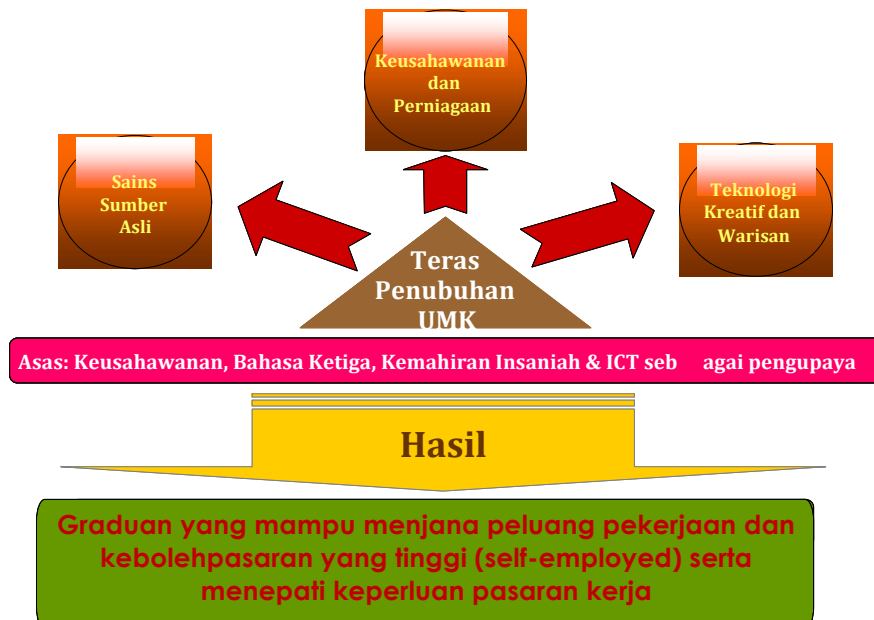 Keusahawanan
dan
Perniagaan
Sains
Sumber
Asli
Teknologi
Kreatif dan
Warisan
Teras
Penubuhan
UMK
Asas: Keusahawanan, Bahasa Ketiga, Kemahiran Insaniah & ICT seb agai pengupaya
Hasil
Graduan yang mampu menjana peluang pekerjaan dan
kebolehpasaran yang tinggi (self-employed) serta
menepati keperluan pasaran kerja